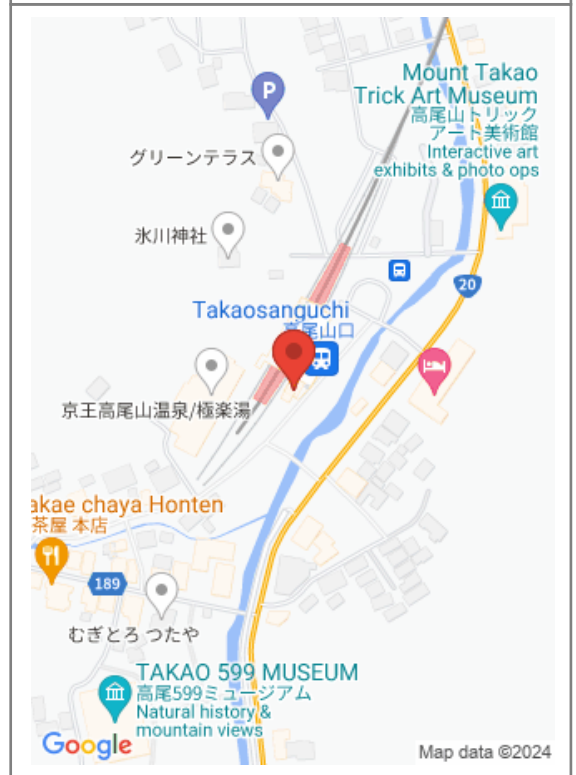 P
Mount Takao
Trick Art Museum
高尾山トリック
アート美術館
Interactive art
exhibits & photo ops
グリーンテラス
氷川神社
20
Takaosanguchi
高尾山口
京王高尾山温泉/極楽湯
akae chaya Honten
茶屋 本店
189
むぎとろ つたや
TAKAO 599 MUSEUM
高尾599ミュージアム
Natural history &
mountain views
Google
Map data ©2024